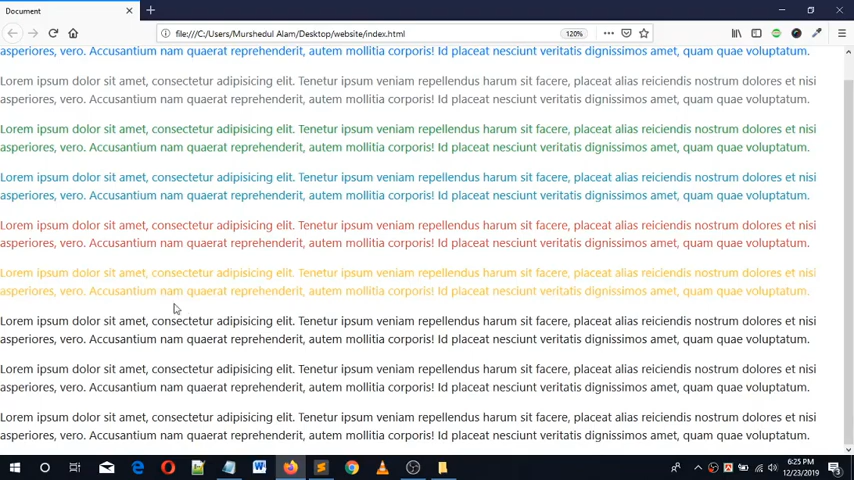 Document
file:///C:/Users/Murshedul Alam/Desktop/website/index.html
120%
asperiores, vero. Accusantium nam quaerat reprehenderit, autem mollitia corporis! Id placeat nesciunt veritatis dignissimos amet, quam quae voluptatum.
Lorem ipsum dolor sit amet, consectetur adipisicing elit. Tenetur ipsum veniam repellendus harum sit facere, placeat alias reiciendis nostrum dolores et nisi
asperiores, vero. Accusantium nam quaerat reprehenderit, autem mollitia corporis! Id placeat nesciunt veritatis dignissimos amet, quam quae voluptatum.
Lorem ipsum dolor sit amet, consectetur adipisicing elit. Tenetur ipsum veniam repellendus harum sit facere, placeat alias reiciendis nostrum dolores et nisi
asperiores, vero. Accusantium nam quaerat reprehenderit, autem mollitia corporis! Id placeat nesciunt veritatis dignissimos amet, quam quae voluptatum.
Lorem ipsum dolor sit amet, consectetur adipisicing elit. Tenetur ipsum veniam repellendus harum sit facere, placeat alias reiciendis nostrum dolores et nisi
asperiores, vero. Accusantium nam quaerat reprehenderit, autem mollitia corporis! Id placeat nesciunt veritatis dignissimos amet, quam quae voluptatum.
Lorem ipsum dolor sit amet, consectetur adipisicing elit. Tenetur ipsum veniam repellendus harum sit facere, placeat alias reiciendis nostrum dolores et nisi
asperiores, vero. Accusantium nam quaerat reprehenderit, autem mollitia corporis! Id placeat nesciunt veritatis dignissimos amet, quam quae voluptatum.
Lorem ipsum dolor sit amet, consectetur adipisicing elit. Tenetur ipsum veniam repellendus harum sit facere, placeat alias reiciendis nostrum dolores et nisi
asperiores, vero. Accusantium nam quaerat reprehenderit, autem mollitia corporis! Id placeat nesciunt veritatis dignissimos amet, quam quae voluptatum.
Lorem ipsum dolor sit amet, consectetur adipisicing elit. Tenetur ipsum veniam repellendus harum sit facere, placeat alias reiciendis nostrum dolores et nisi
asperiores, vero. Accusantium nam quaerat reprehenderit, autem mollitia corporis! Id placeat nesciunt veritatis dignissimos amet, quam quae voluptatum.
Lorem ipsum dolor sit amet, consectetur adipisicing elit. Tenetur ipsum veniam repellendus harum sit facere, placeat alias reiciendis nostrum dolores et nisi
asperiores, vero. Accusantium nam quaerat reprehenderit, autem mollitia corporis! Id placeat nesciunt veritatis dignissimos amet, quam quae voluptatum.
Lorem ipsum dolor sit amet, consectetur adipisicing elit. Tenetur ipsum veniam repellendus harum sit facere, placeat alias reiciendis nostrum dolores et nisi
asperiores, vero. Accusantium nam quaerat reprehenderit, autem mollitia corporis! Id placeat nesciunt veritatis dignissimos amet, quam quae voluptatum.
6:25 PM
12/23/2019